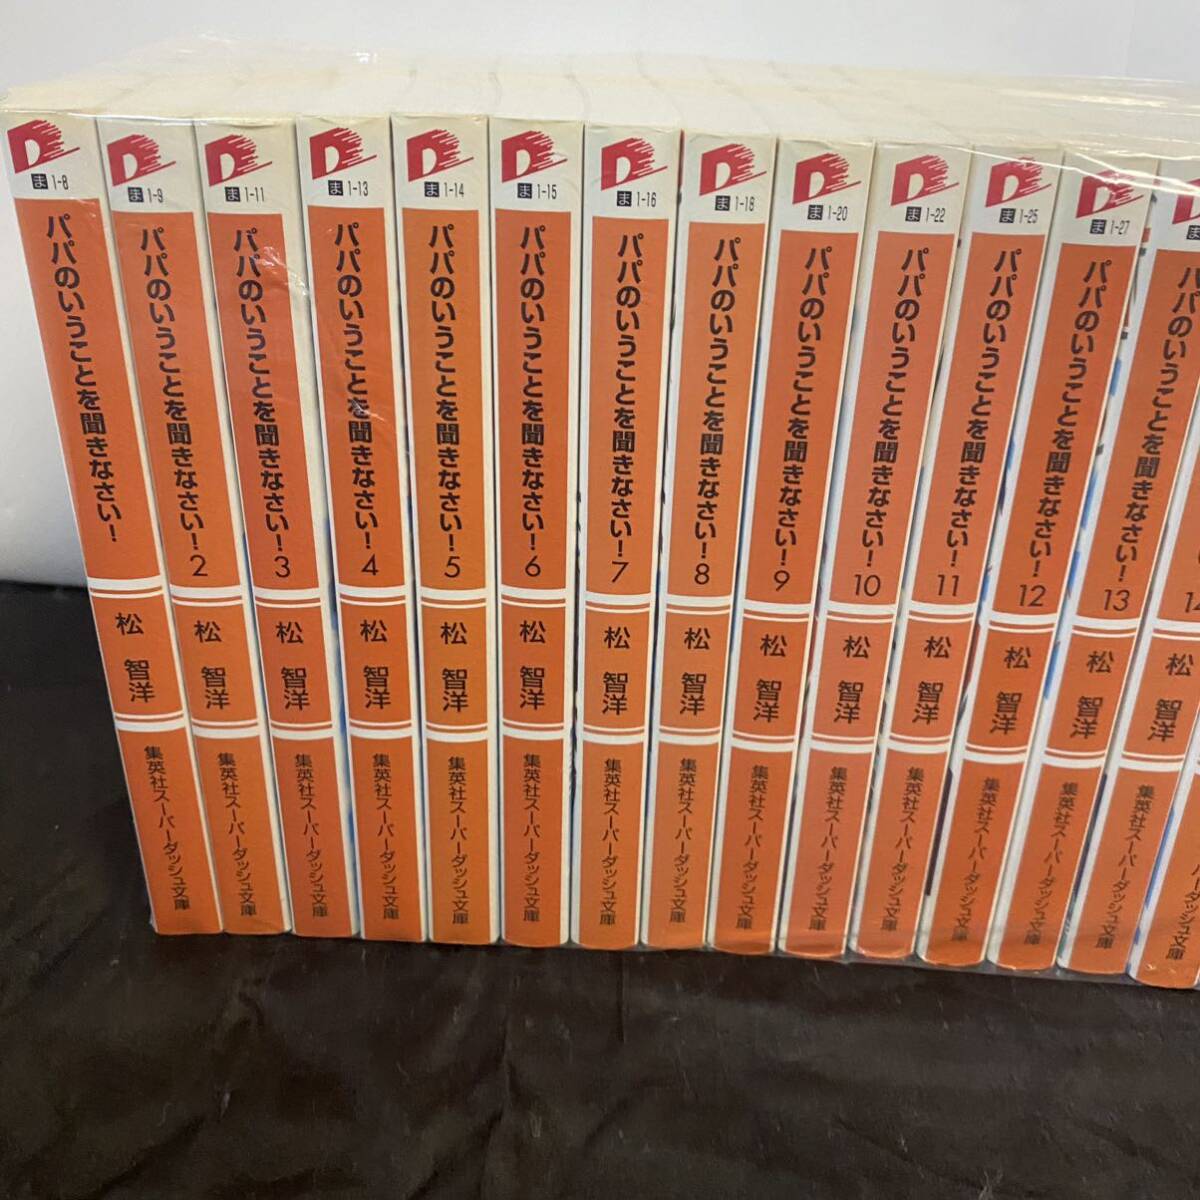 D
ま 1-8
パパのいうことを聞きなさい！
松 智洋
集英社スーパーダッシュ文庫
D
ま 1-9
パパのいうことを聞きなさい！2
松 智洋
集英社スーパーダッシュ文庫
D
ま 1-11
パパのいうことを聞きなさい！3
松 智洋
集英社スーパーダッシュ文庫
D
ま 1-13
パパのいうことを聞きなさい！4
松 智洋
集英社スーパーダッシュ文庫
D
ま 1-14
パパのいうことを聞きなさい！5
松 智洋
集英社スーパーダッシュ文庫
D
ま 1-15
パパのいうことを聞きなさい！6
松 智洋
集英社スーパーダッシュ文庫
D
ま 1-16
パパのいうことを聞きなさい！7
松 智洋
集英社スーパーダッシュ文庫
D
ま 1-18
パパのいうことを聞きなさい！8
松 智洋
集英社スーパーダッシュ文庫
D
ま 1-20
パパのいうことを聞きなさい！9
松 智洋
集英社スーパーダッシュ文庫
D
ま 1-22
パパのいうことを聞きなさい！10
松 智洋
集英社スーパーダッシュ文庫
D
ま 1-25
パパのいうことを聞きなさい！11
松 智洋
集英社スーパーダッシュ文庫
D
ま 1-27
パパのいうことを聞きなさい！12
松 智洋
集英社スーパーダッシュ文庫
ま
パパのいうことを聞きなさい！13
松 智洋
集英社スーパーダッシュ文庫
松 智洋
集英社スーパーダッシュ文庫